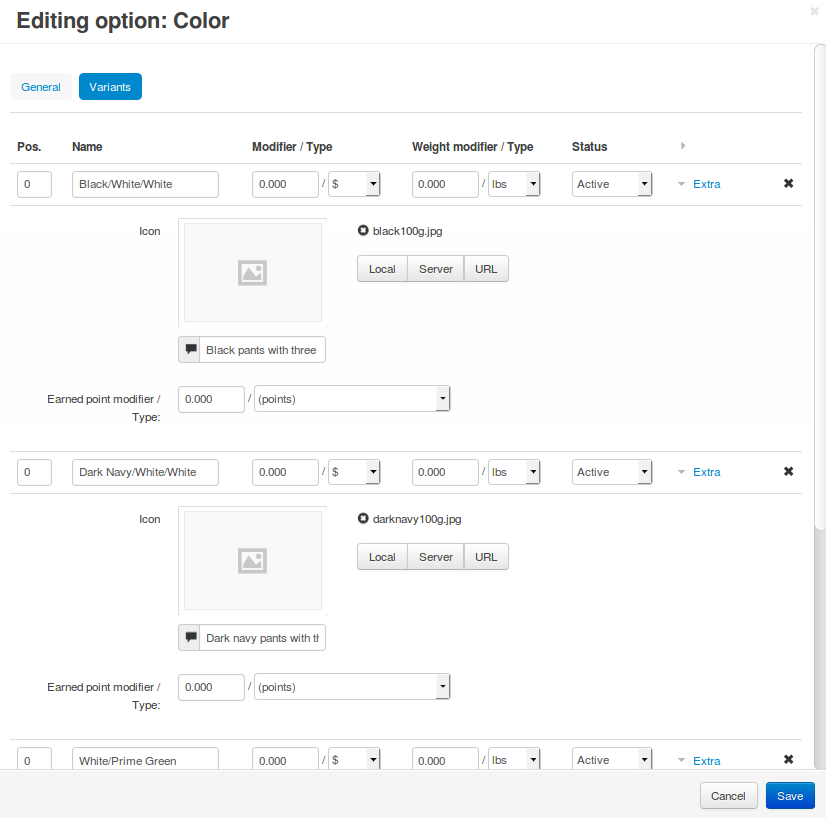 Editing option: Color
General Variants
Pos. Name Modifier / Type Weight modifier / Type Status
0 Black/White/White 0.000 / $ 0.000 / lbs Active Extra
Icon black100g.jpg
Local Server URL
Black pants with three
Earned point modifier / 0.000 / (points)
Type:
0 Dark Navy/White/White 0.000 / $ 0.000 / lbs Active Extra
Icon darknavy100g.jpg
Local Server URL
Dark navy pants with th
Earned point modifier / 0.000 / (points)
Type:
0 White/Prime Green 0.000 / $ 0.000 / lbs Active Extra
Cancel Save